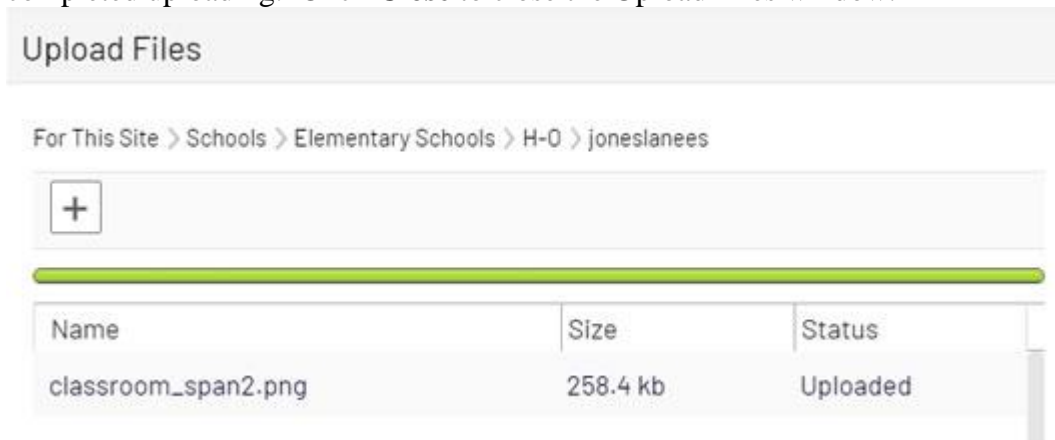 Upload Files
For This Site > Schools > Elementary Schools > H-O > joneslanees
+
Name Size Status
classroom_span2.png 258.4 kb Uploaded